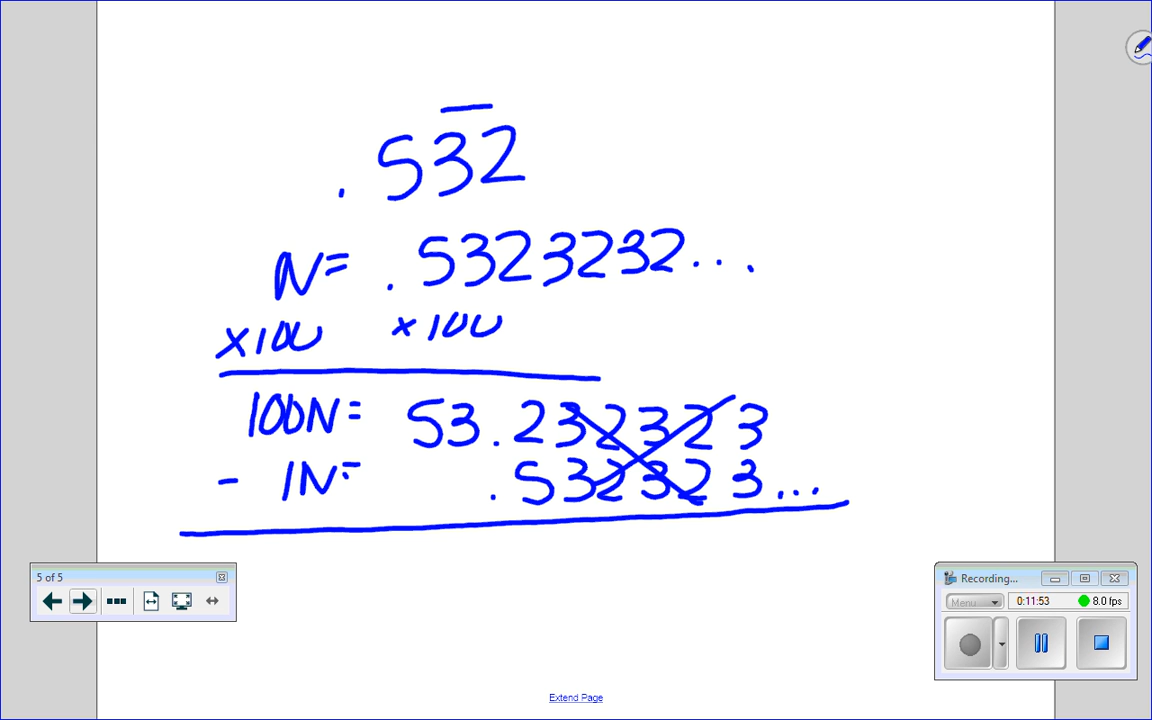 .532
N= .5323232...
x100 x100
100N= 53.232323
- 1N= .532323...
5 of 5
Recording...
Menu
0:11:53
8.0 fps
Extend Page